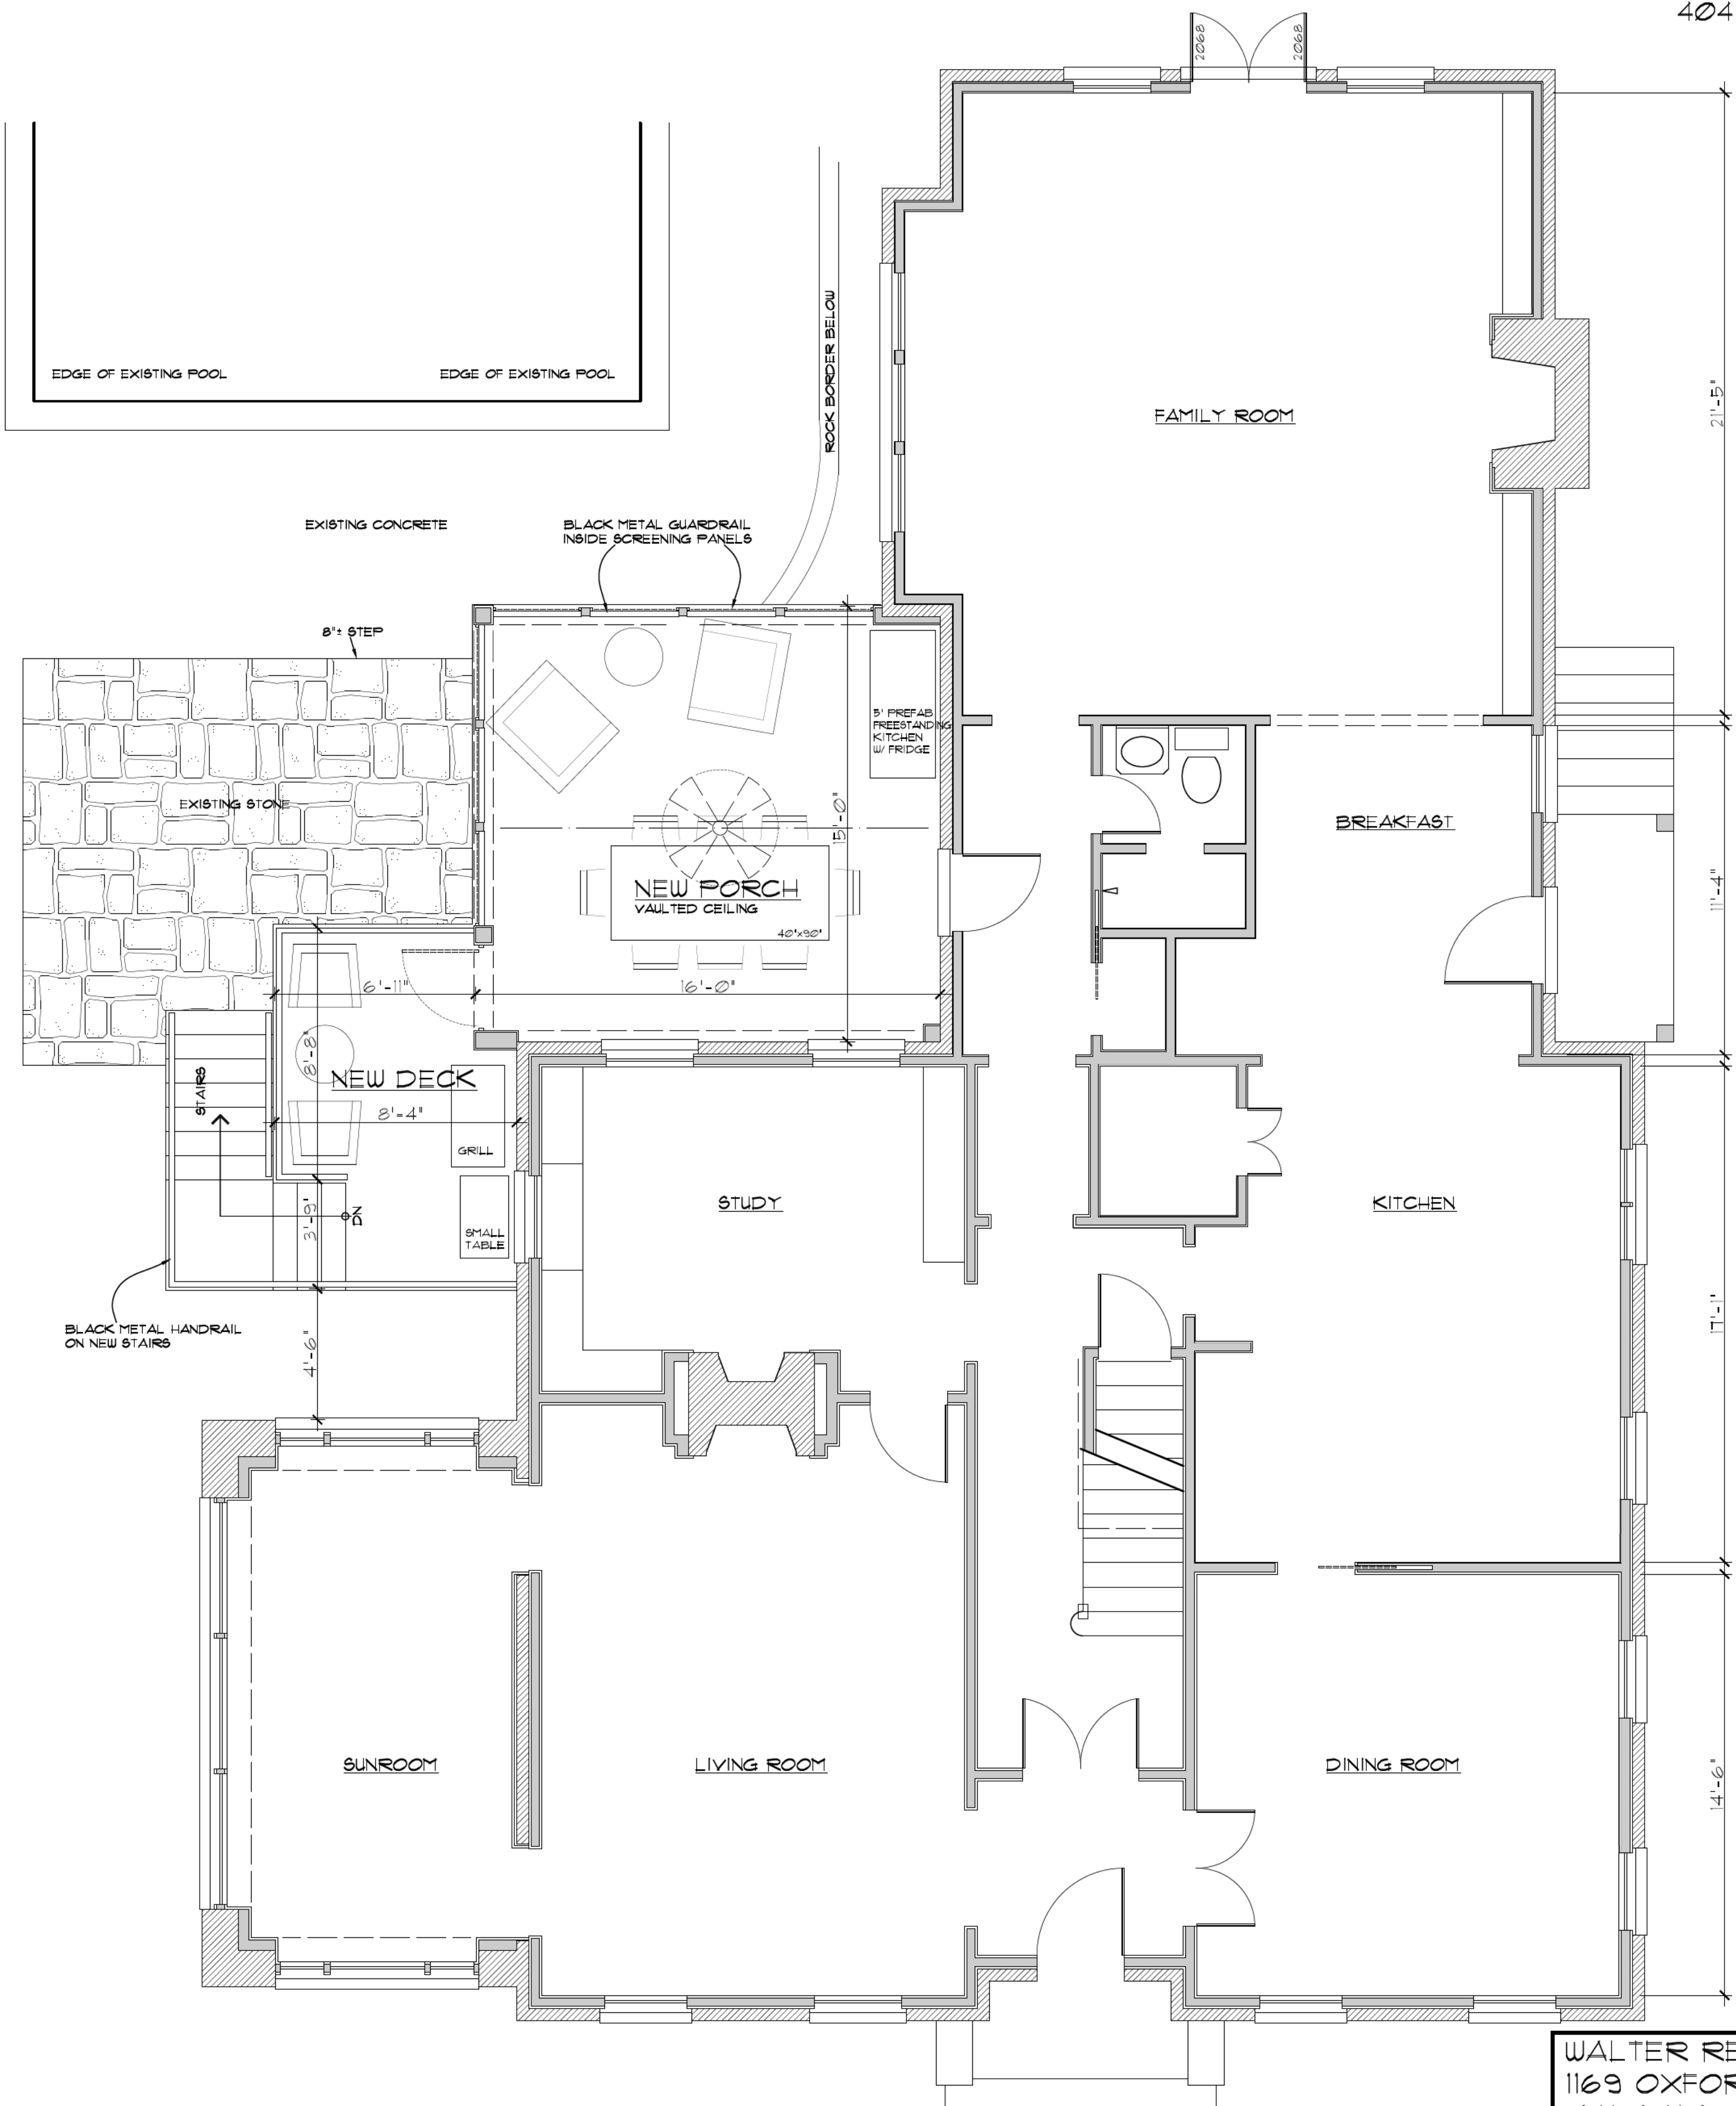 404
2068
2068
EDGE OF EXISTING POOL
EDGE OF EXISTING POOL
ROCK BORDER BELOW
FAMILY ROOM
21'-5"
EXISTING CONCRETE
BLACK METAL GUARDRAIL
INSIDE SCREENING PANELS
8"± STEP
5' PREFAB
FREESTANDING
KITCHEN
W/ FRIDGE
EXISTING STONE
15'-0"
BREAKFAST
NEW PORCH
VAULTED CEILING
40"x90"
11'-4"
6'-11"
16'-0"
8'-8"
STAIRS
NEW DECK
8'-4"
GRILL
STUDY
KITCHEN
3'-9"
DN
SMALL
TABLE
BLACK METAL HANDRAIL
ON NEW STAIRS
4'-6"
17'-1"
SUNROOM
LIVING ROOM
DINING ROOM
14'-6"
WALTER RE
1169 OXFOR